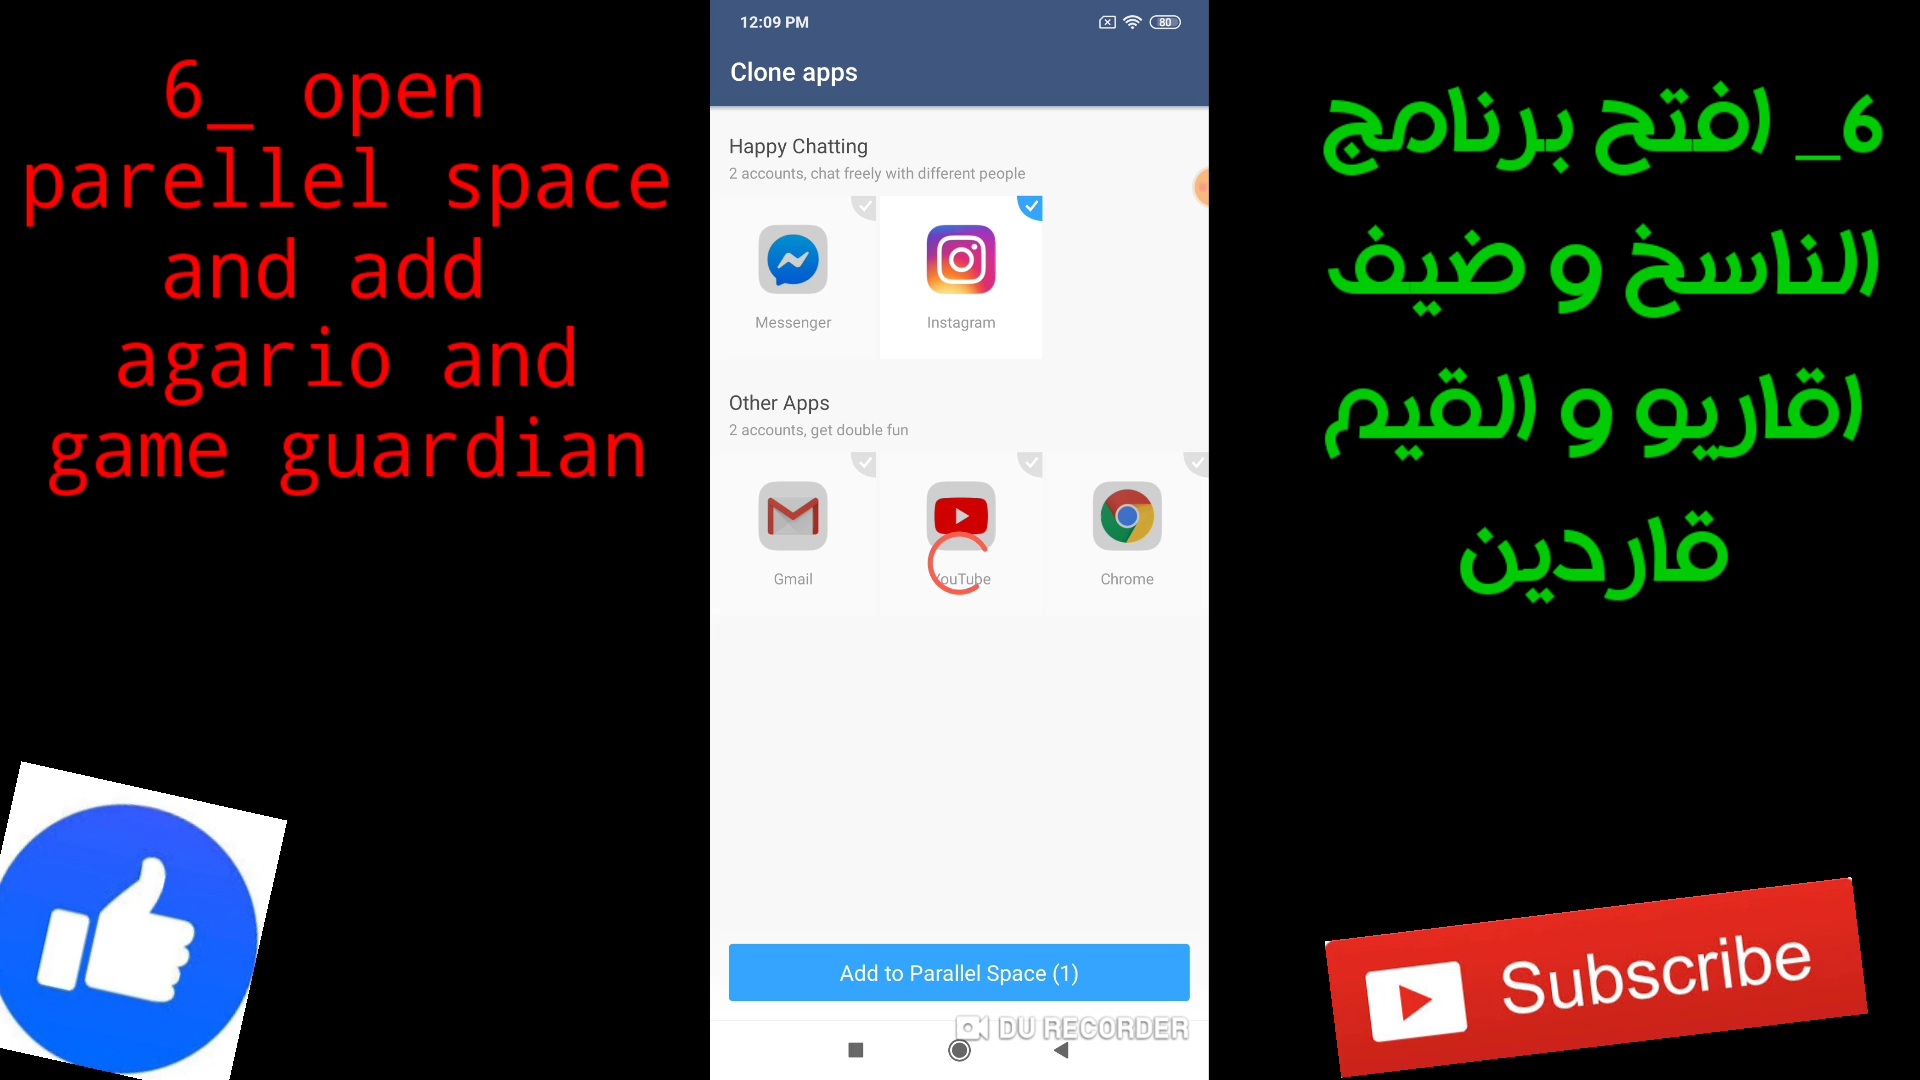 6_ open
parellel space
and add
agario and
game guardian
12:09 PM
80
Clone apps
Happy Chatting
2 accounts, chat freely with different people
Messenger
Instagram
Other Apps
2 accounts, get double fun
Gmail
YouTube
Chrome
Add to Parallel Space (1)
DU RECORDER
6_ افتح برنامج
الناسخ و ضيف
اقاريو و القيم
قاردين
Subscribe